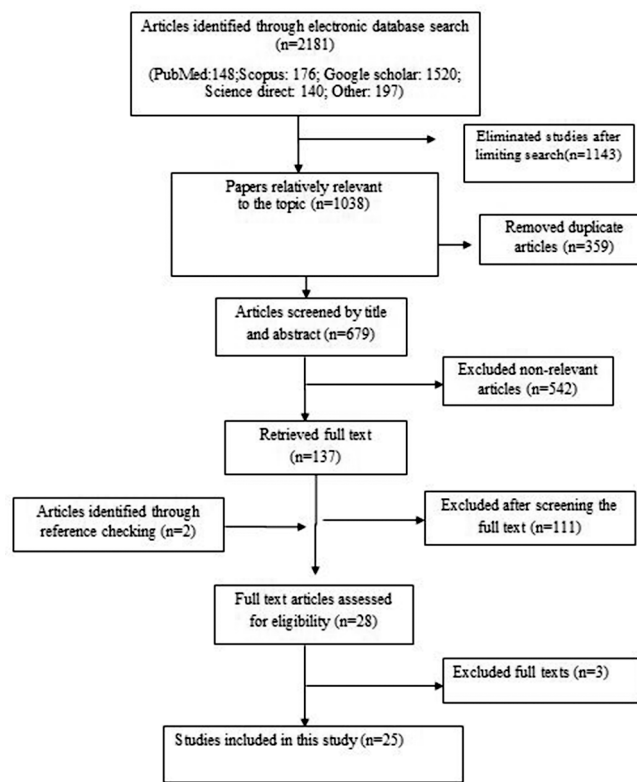 Articles identified through electronic database search
(n=2181)
(PubMed:148;Scopus: 176; Google scholar: 1520;
Science direct: 140; Other: 197)
Eliminated studies after
limiting search(n=1143)
Papers relatively relevant
to the topic (n=1038)
Removed duplicate
articles (n=359)
Articles screened by title
and abstract (n=679)
Excluded non-relevant
articles (n=542)
Retrieved full text
(n=137)
Articles identified through
reference checking (n=2)
Excluded after screening the
full text (n=111)
Full text articles assessed
for eligibility (n=28)
Excluded full texts (n=3)
Studies included in this study (n=25)